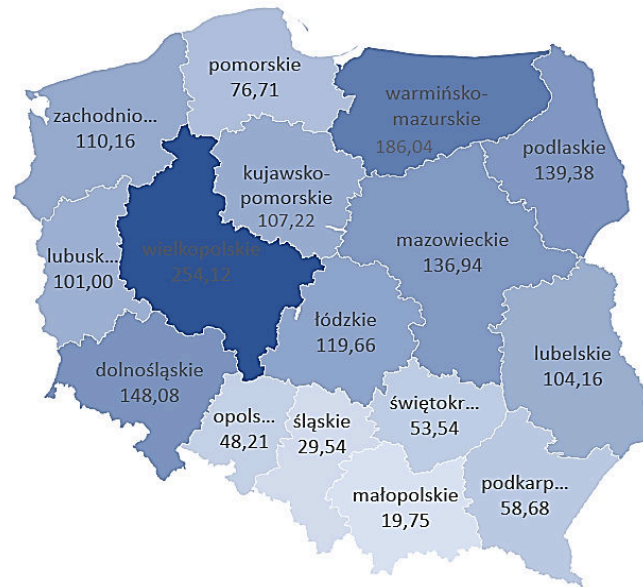 pomorskie
76,71
warmińsko-
mazurskie
186,04
zachodnio ...
110,16
podlaskie
139,38
kujawsko-
pomorskie
107,22
mazowieckie
136,94
lubusk...
101,00
wielkopolskie
254,12
łódzkie
119,66
lubelskie
104,16
dolnośląskie
148,08
opols ...
48,21
śląskie
29,54
świętokr ...
53,54
małopolskie
19,75
podkarp ...
58,68